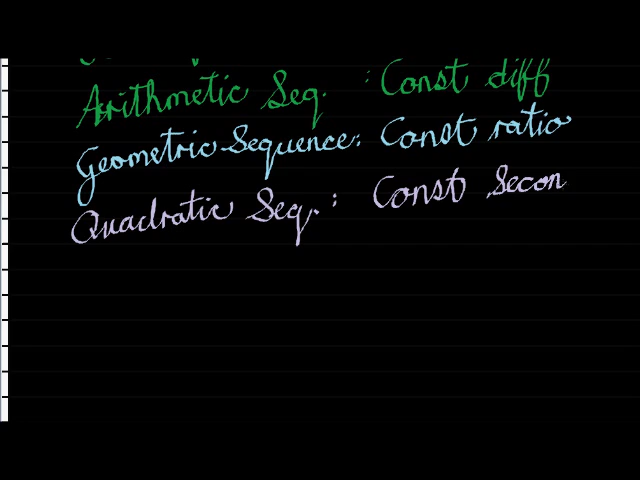 Arithmetic Seq. : Const diff
Geometric Sequence: Const ratio
Quadratic Seq. : Const Secon